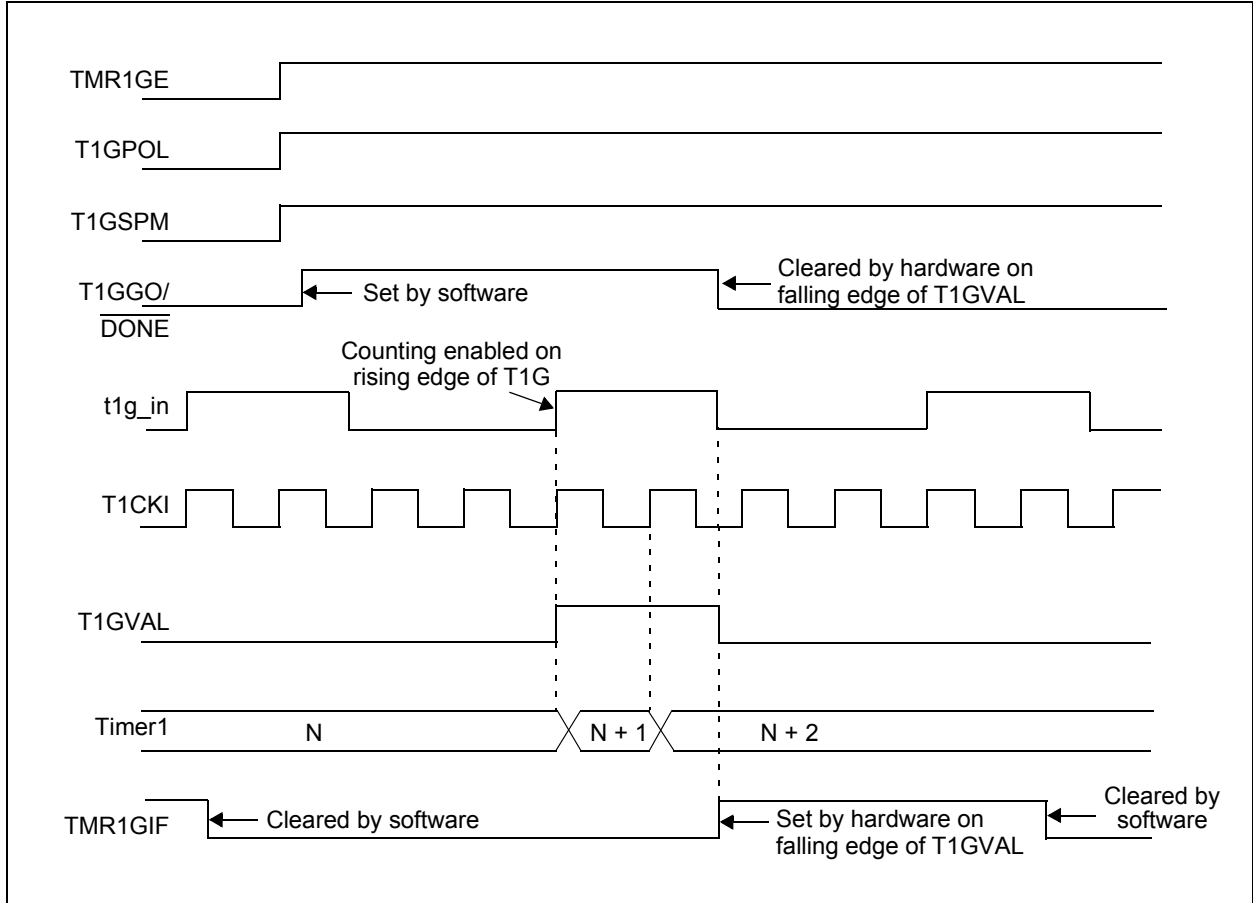 TMR1GE
T1GPOL
T1GSPM
T1GGO/
DONE
Set by software
Cleared by hardware on
falling edge of T1GVAL
Counting enabled on
rising edge of T1G
t1g_in
T1CKI
T1GVAL
Timer1
N
N + 1
N + 2
TMR1GIF
Cleared by software
Set by hardware on
falling edge of T1GVAL
Cleared by
software